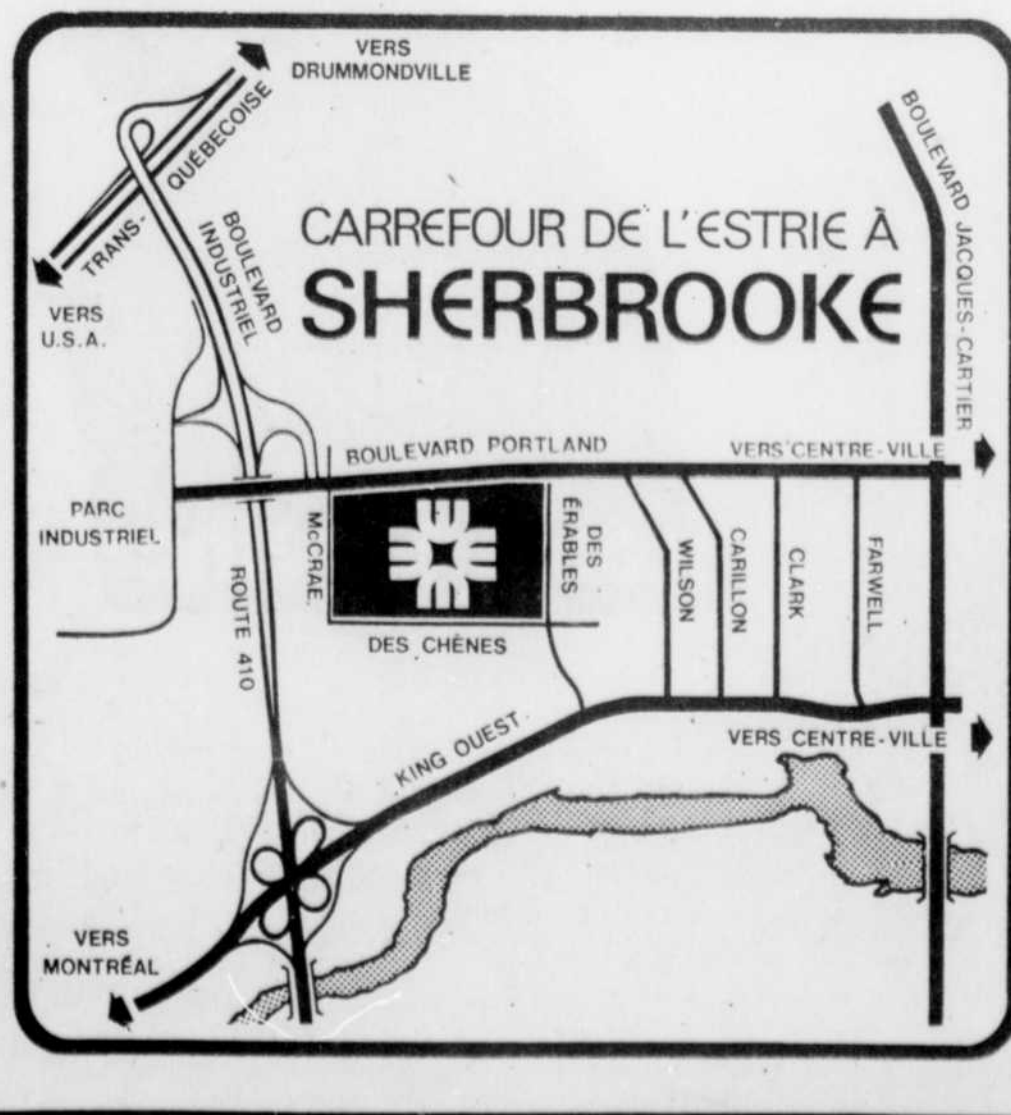 VERS
DRUMMONDVILLE
TRANS-QUÉBECOISE
VERS
U.S.A.
BOULEVARD
INDUSTRIEL
CARREFOUR DE L'ESTRIE À
SHERBROOKE
BOULEVARD JACQUES-CARTIER
BOULEVARD PORTLAND
VERS CENTRE-VILLE
PARC
INDUSTRIEL
ROUTE 410
McCRAE.
DES
ÉRABLES
WILSON
CARILLON
CLARK
FARWELL
DES CHÊNES
KING OUEST
VERS CENTRE-VILLE
VERS
MONTRÉAL